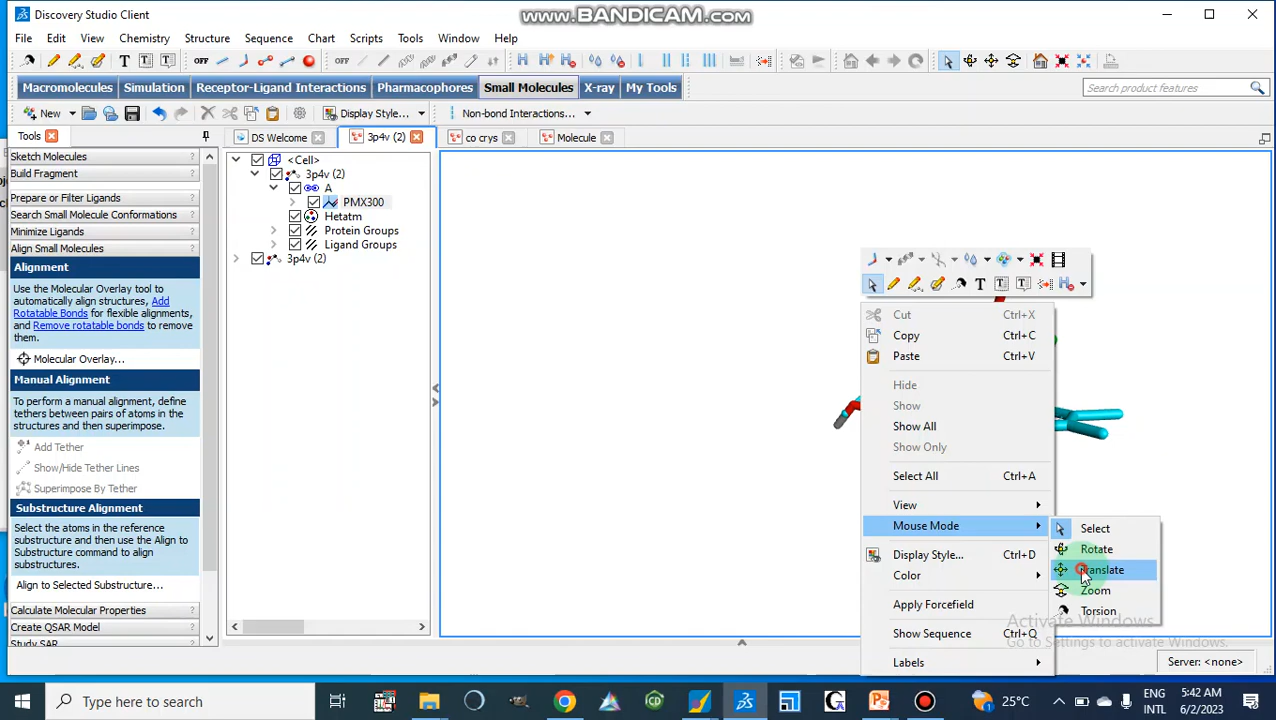 Discovery Studio Client
www.BANDICAM.com
File Edit View Chemistry Structure Sequence Chart Scripts Tools Window Help
OFF OFF
Macromolecules Simulation Receptor-Ligand Interactions Pharmacophores Small Molecules X-ray My Tools
Search product features
New Display Style... Non-bond Interactions...
Tools DS Welcome 3p4v (2) co crys Molecule
Sketch Molecules ?
Build Fragment ?
Prepare or Filter Ligands ?
Search Small Molecule Conformations ?
Minimize Ligands ?
Align Small Molecules ?
Alignment
Use the Molecular Overlay tool to
automatically align structures, Add
Rotatable Bonds for flexible alignments,
or Remove rotatable bonds to remove
them.
Molecular Overlay...
Manual Alignment
To perform a manual alignment, define
tethers between pairs of atoms in the
structures and then superimpose.
Add Tether
Show/Hide Tether Lines
Superimpose By Tether
Substructure Alignment
Select the atoms in the reference
substructure and then use the Align to
Substructure command to align
substructures.
Align to Selected Substructure...
Calculate Molecular Properties ?
Create QSAR Model ?
Study SAR ?
<Cell>
3p4v (2)
A
PMX300
Hetatm
Protein Groups
Ligand Groups
3p4v (2)
Cut Ctrl+X
Copy Ctrl+C
Paste Ctrl+V
Hide
Show
Show All
Show Only
Select All Ctrl+A
View
Mouse Mode
Display Style... Ctrl+D
Color
Apply Forcefield
Show Sequence Ctrl+Q
Labels
Select
Rotate
Translate
Zoom
Torsion
Activate Windows
Go to Settings to activate Windows.
Server: <none>
Type here to search
25°C
ENG
INTL
5:42 AM
6/2/2023